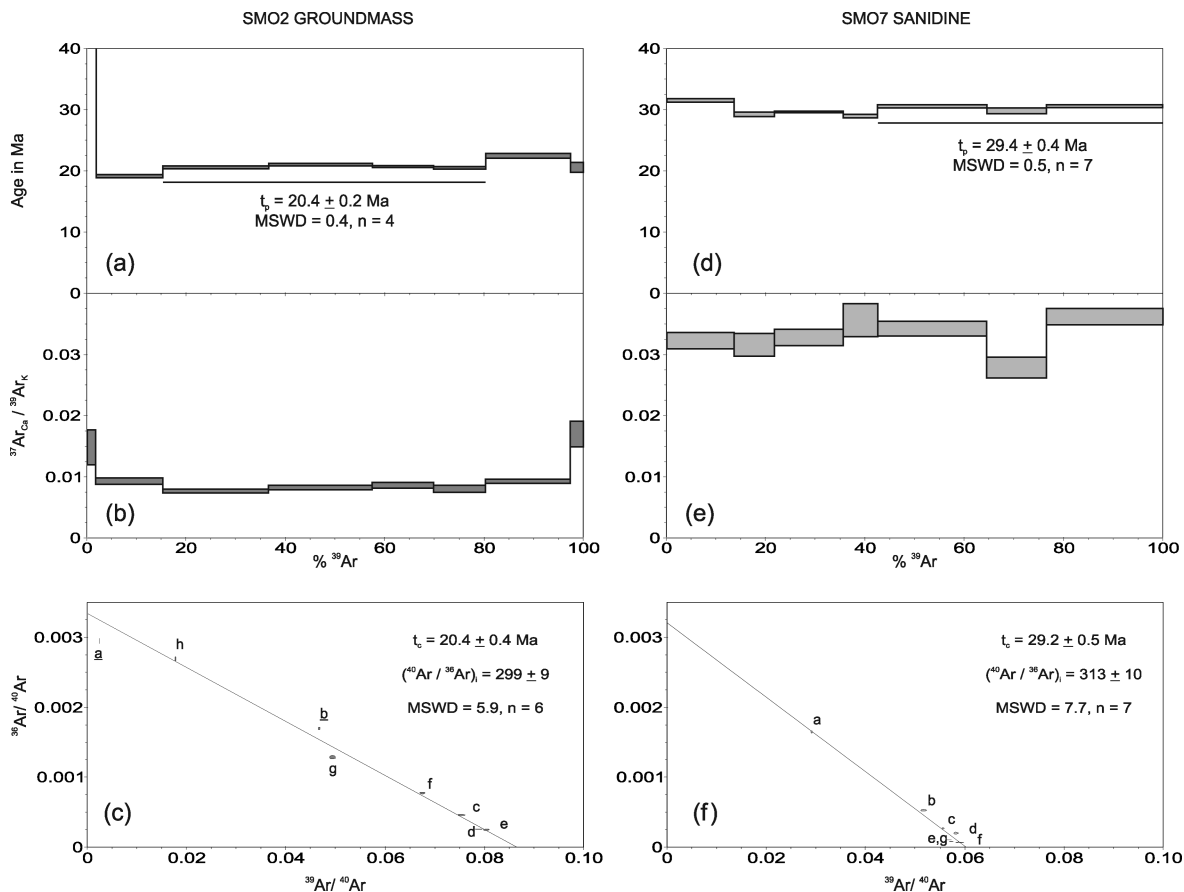 SMO2 GROUNDMASS
SMO7 SANIDINE
40
30
20
10
0
Age in Ma
tₚ = 20.4 ± 0.2 Ma
MSWD = 0.4, n = 4
(a)
40
30
20
10
0
tₚ = 29.4 ± 0.4 Ma
MSWD = 0.5, n = 7
(d)
0.03
0.02
0.01
0
³⁷Ar_Ca / ³⁹Ar_K
(b)
0 20 40 60 80 100
% ³⁹Ar
0.03
0.02
0.01
0
(e)
0 20 40 60 80 100
% ³⁹Ar
0.003
0.002
0.001
0
³⁶Ar/ ⁴⁰Ar
a
h
b
g
f
c
d
e
t_c = 20.4 ± 0.4 Ma
(⁴⁰Ar / ³⁶Ar)ᵢ = 299 ± 9
MSWD = 5.9, n = 6
(c)
0 0.02 0.04 0.06 0.08 0.10
³⁹Ar/ ⁴⁰Ar
0.003
0.002
0.001
0
a
b
c
d
e,g
f
t_c = 29.2 ± 0.5 Ma
(⁴⁰Ar / ³⁶Ar)ᵢ = 313 ± 10
MSWD = 7.7, n = 7
(f)
0 0.02 0.04 0.06 0.08 0.10
³⁹Ar/ ⁴⁰Ar